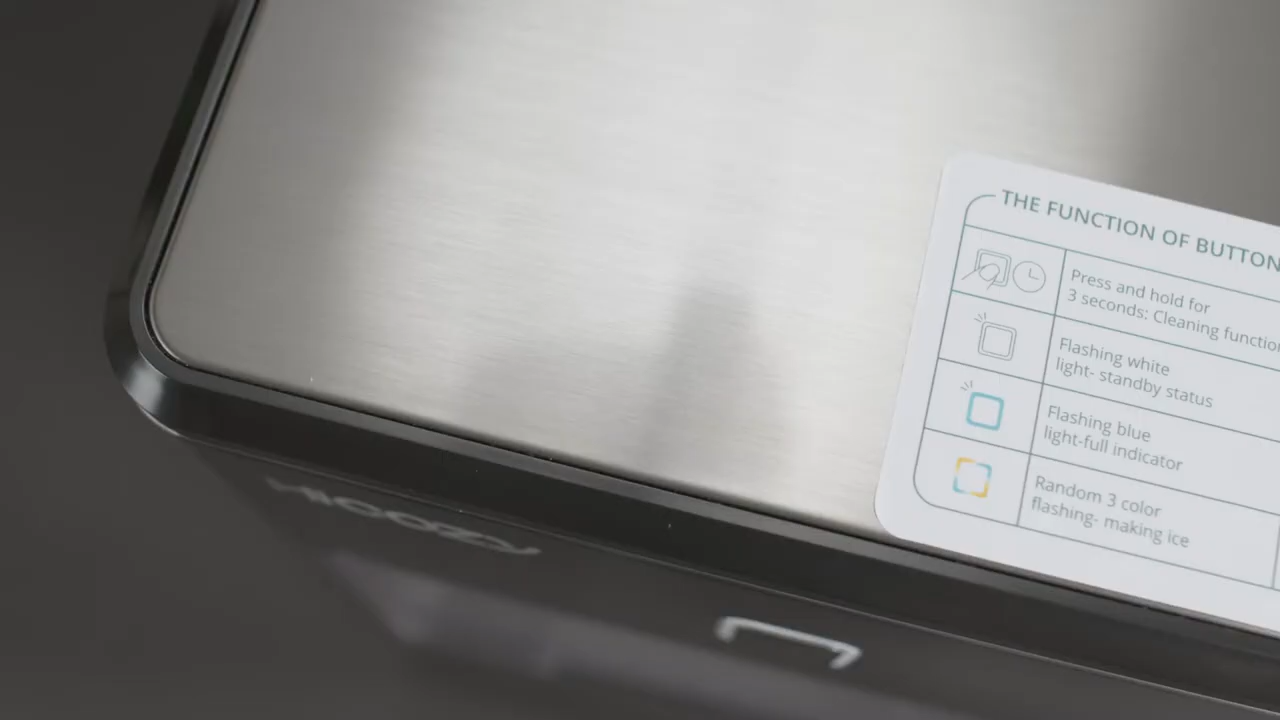 THE FUNCTION OF BUTTON
Press and hold for
3 seconds: Cleaning function
Flashing white
light- standby status
Flashing blue
light-full indicator
Random 3 color
flashing- making ice